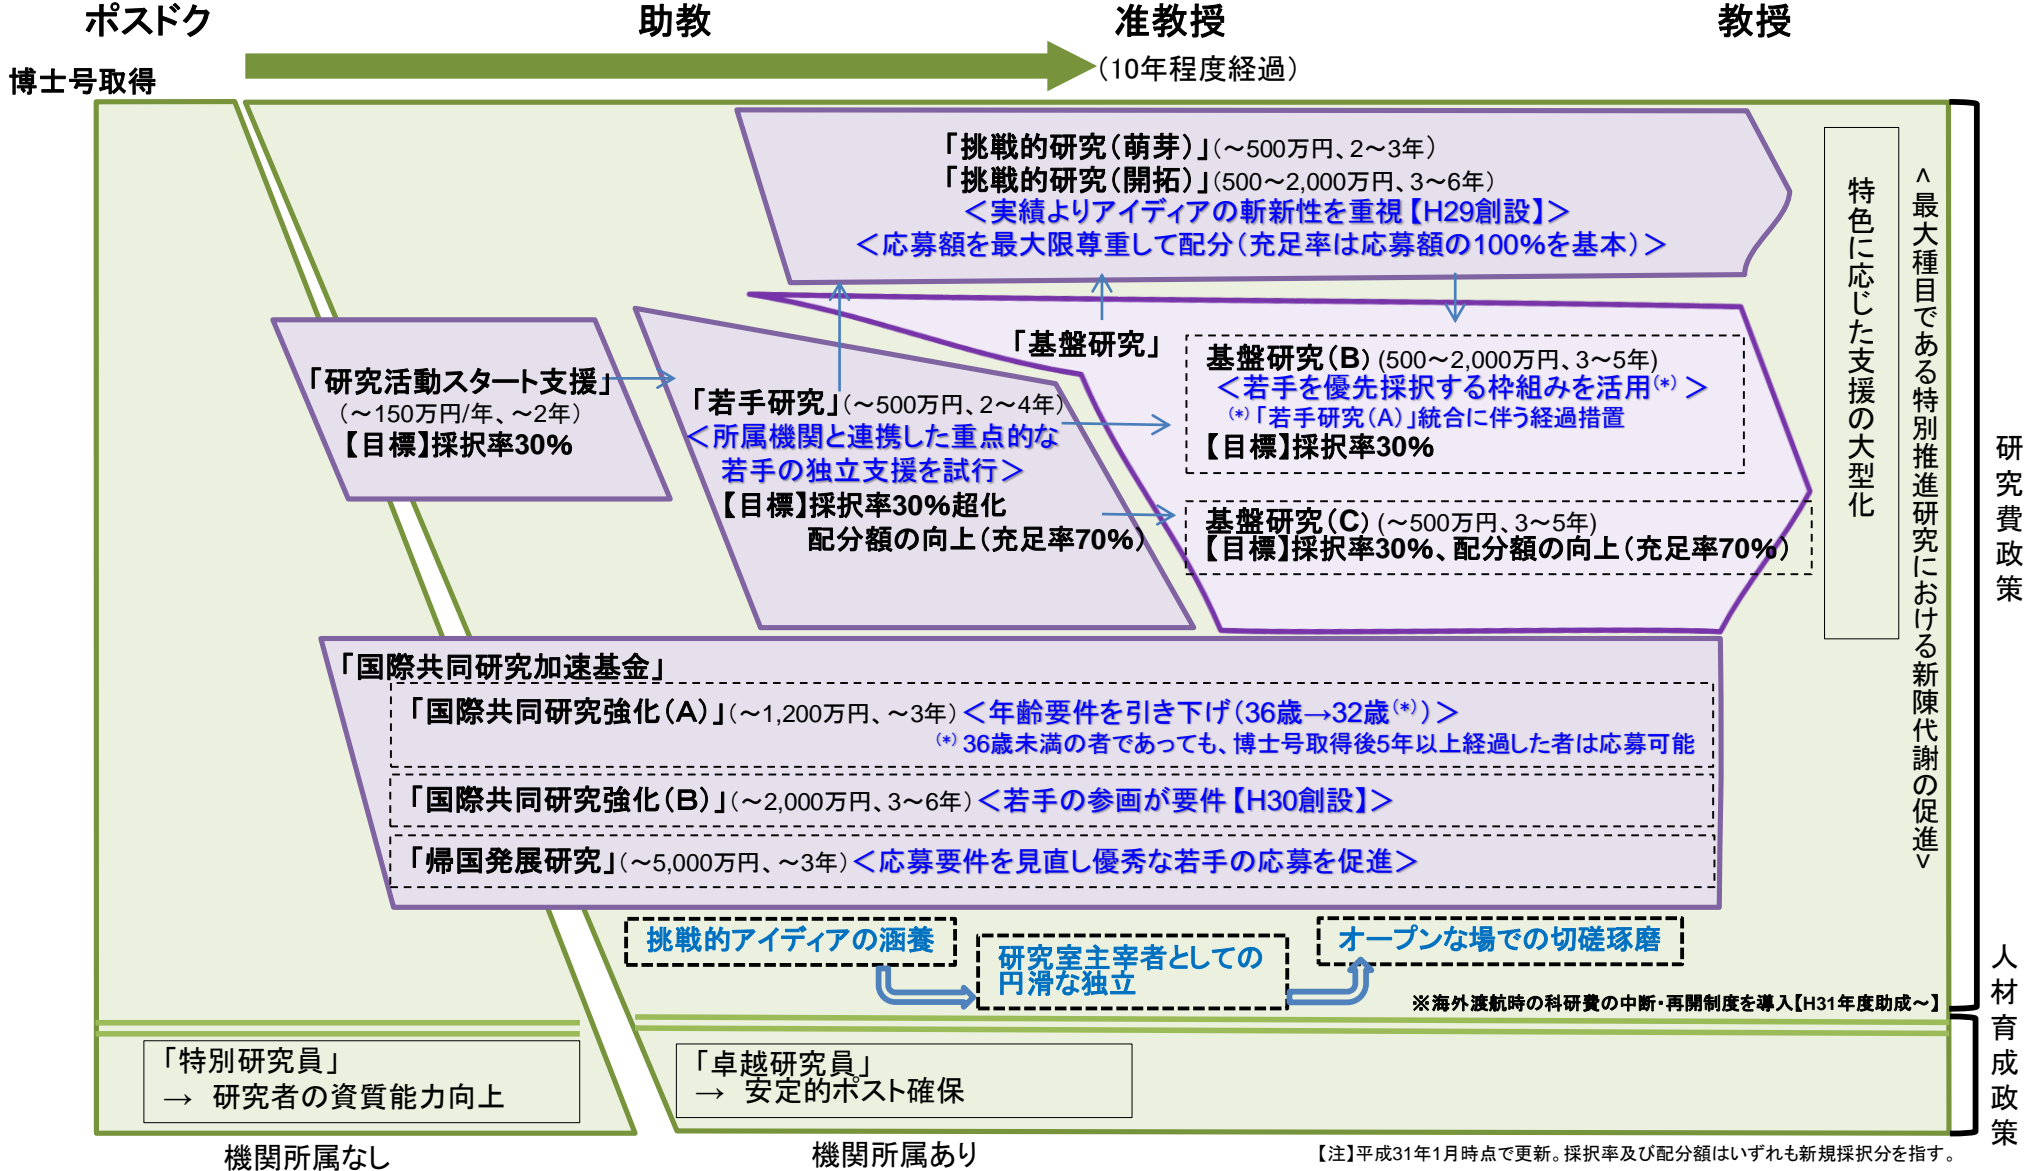 ポスドク
助教
准教授
教授
博士号取得
(10年程度経過)
「挑戦的研究(萌芽)」(～500万円、2～3年)
「挑戦的研究(開拓)」(500～2,000万円、3～6年)
＜実績よりアイディアの斬新性を重視【H29創設】＞
＜応募額を最大限尊重して配分(充足率は応募額の100%を基本)＞
「研究活動スタート支援」
(～150万円/年、～2年)
【目標】採択率30%
「若手研究」(～500万円、2～4年)
＜所属機関と連携した重点的な
若手の独立支援を試行＞
【目標】採択率30%超化
配分額の向上(充足率70%)
「基盤研究」
基盤研究(B) (500～2,000万円、3～5年)
＜若手を優先採択する枠組みを活用(*) ＞
(*)「若手研究(A)」統合に伴う経過措置
【目標】採択率30%
基盤研究(C) (～500万円、3～5年)
【目標】採択率30%、配分額の向上(充足率70%)
特色に応じた支援の大型化
＜最大種目である特別推進研究における新陳代謝の促進＞
研究費政策
「国際共同研究加速基金」
「国際共同研究強化(A)」(～1,200万円、～3年)＜年齢要件を引き下げ(36歳→32歳(*))＞
(*) 36歳未満の者であっても、博士号取得後5年以上経過した者は応募可能
「国際共同研究強化(B)」(～2,000万円、3～6年)＜若手の参画が要件【H30創設】＞
「帰国発展研究」(～5,000万円、～3年)＜応募要件を見直し優秀な若手の応募を促進＞
挑戦的アイディアの涵養
研究室主宰者としての
円滑な独立
オープンな場での切磋琢磨
※海外渡航時の科研費の中断・再開制度を導入【H31年度助成～】
人材育成政策
「特別研究員」
→ 研究者の資質能力向上
「卓越研究員」
→ 安定的ポスト確保
機関所属なし
機関所属あり
【注】平成31年1月時点で更新。採択率及び配分額はいずれも新規採択分を指す。